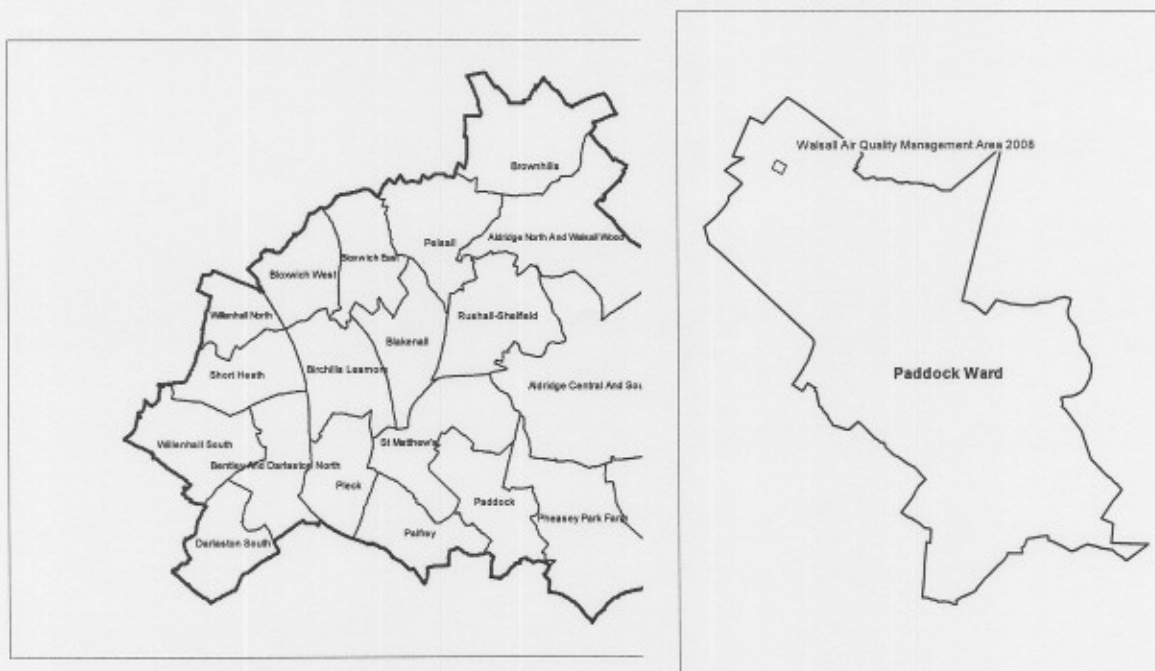 Brownhills
Aldridge North And Walsall Wood
Pelsall
Bloxwich East
Bloxwich West
Willenhall North
Rushall-Shelfield
Blakenall
Birchills Leamore
Short Heath
Aldridge Central And Sou
St Matthew's
Willenhall South
Bentley And Darlaston North
Pleck
Paddock
Pheasey Park Farm
Palfrey
Darlaston South
Walsall Air Quality Management Area 2008
Paddock Ward